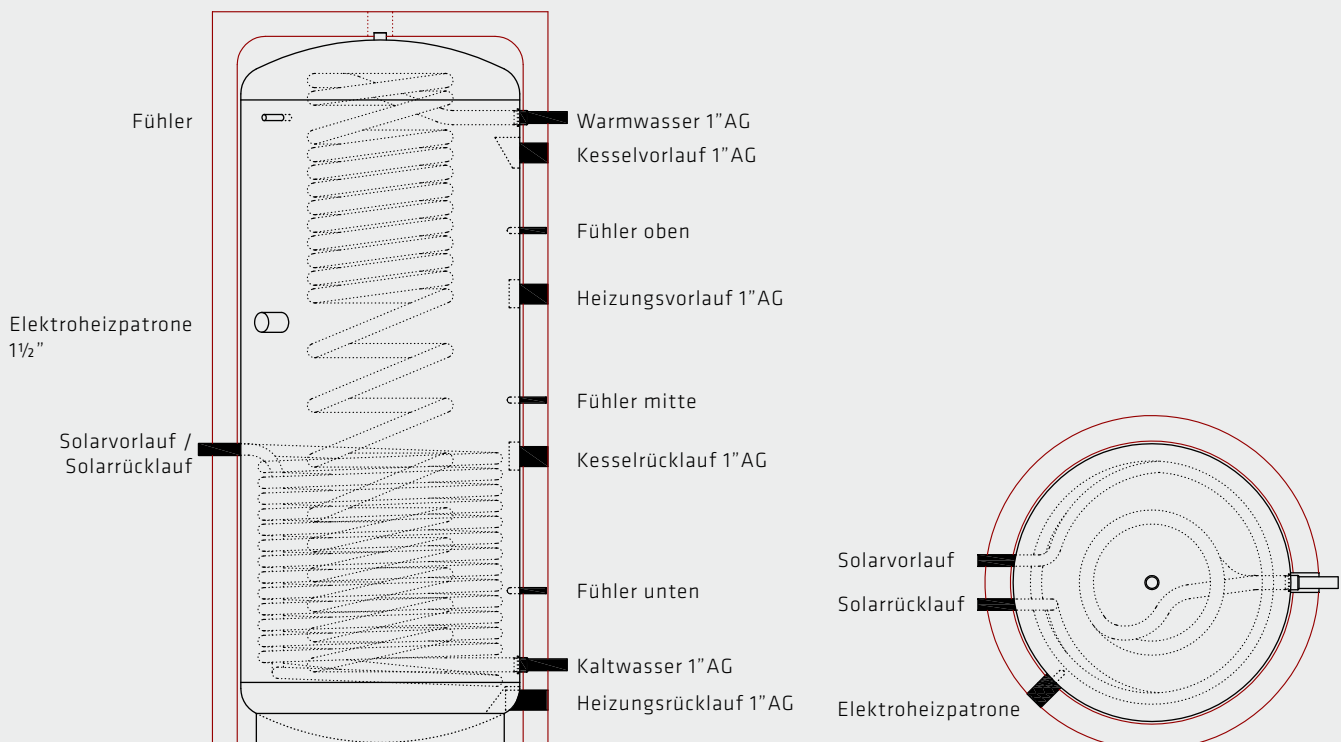 Fühler
Elektroheizpatrone
1½”
Solarvorlauf /
Solarrücklauf
Warmwasser 1”AG
Kesselvorlauf 1”AG
Fühler oben
Heizungsvorlauf 1”AG
Fühler mitte
Kesselrücklauf 1”AG
Fühler unten
Kaltwasser 1”AG
Heizungsrücklauf 1”AG
Solarvorlauf
Solarrücklauf
Elektroheizpatrone